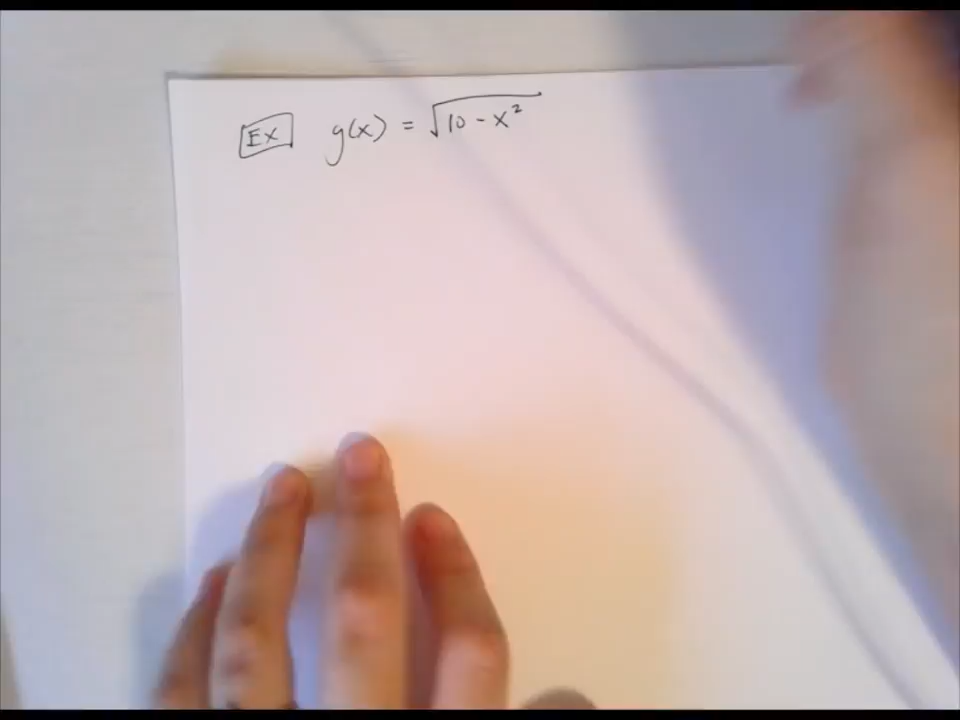 Ex g(x) = √10 - x²